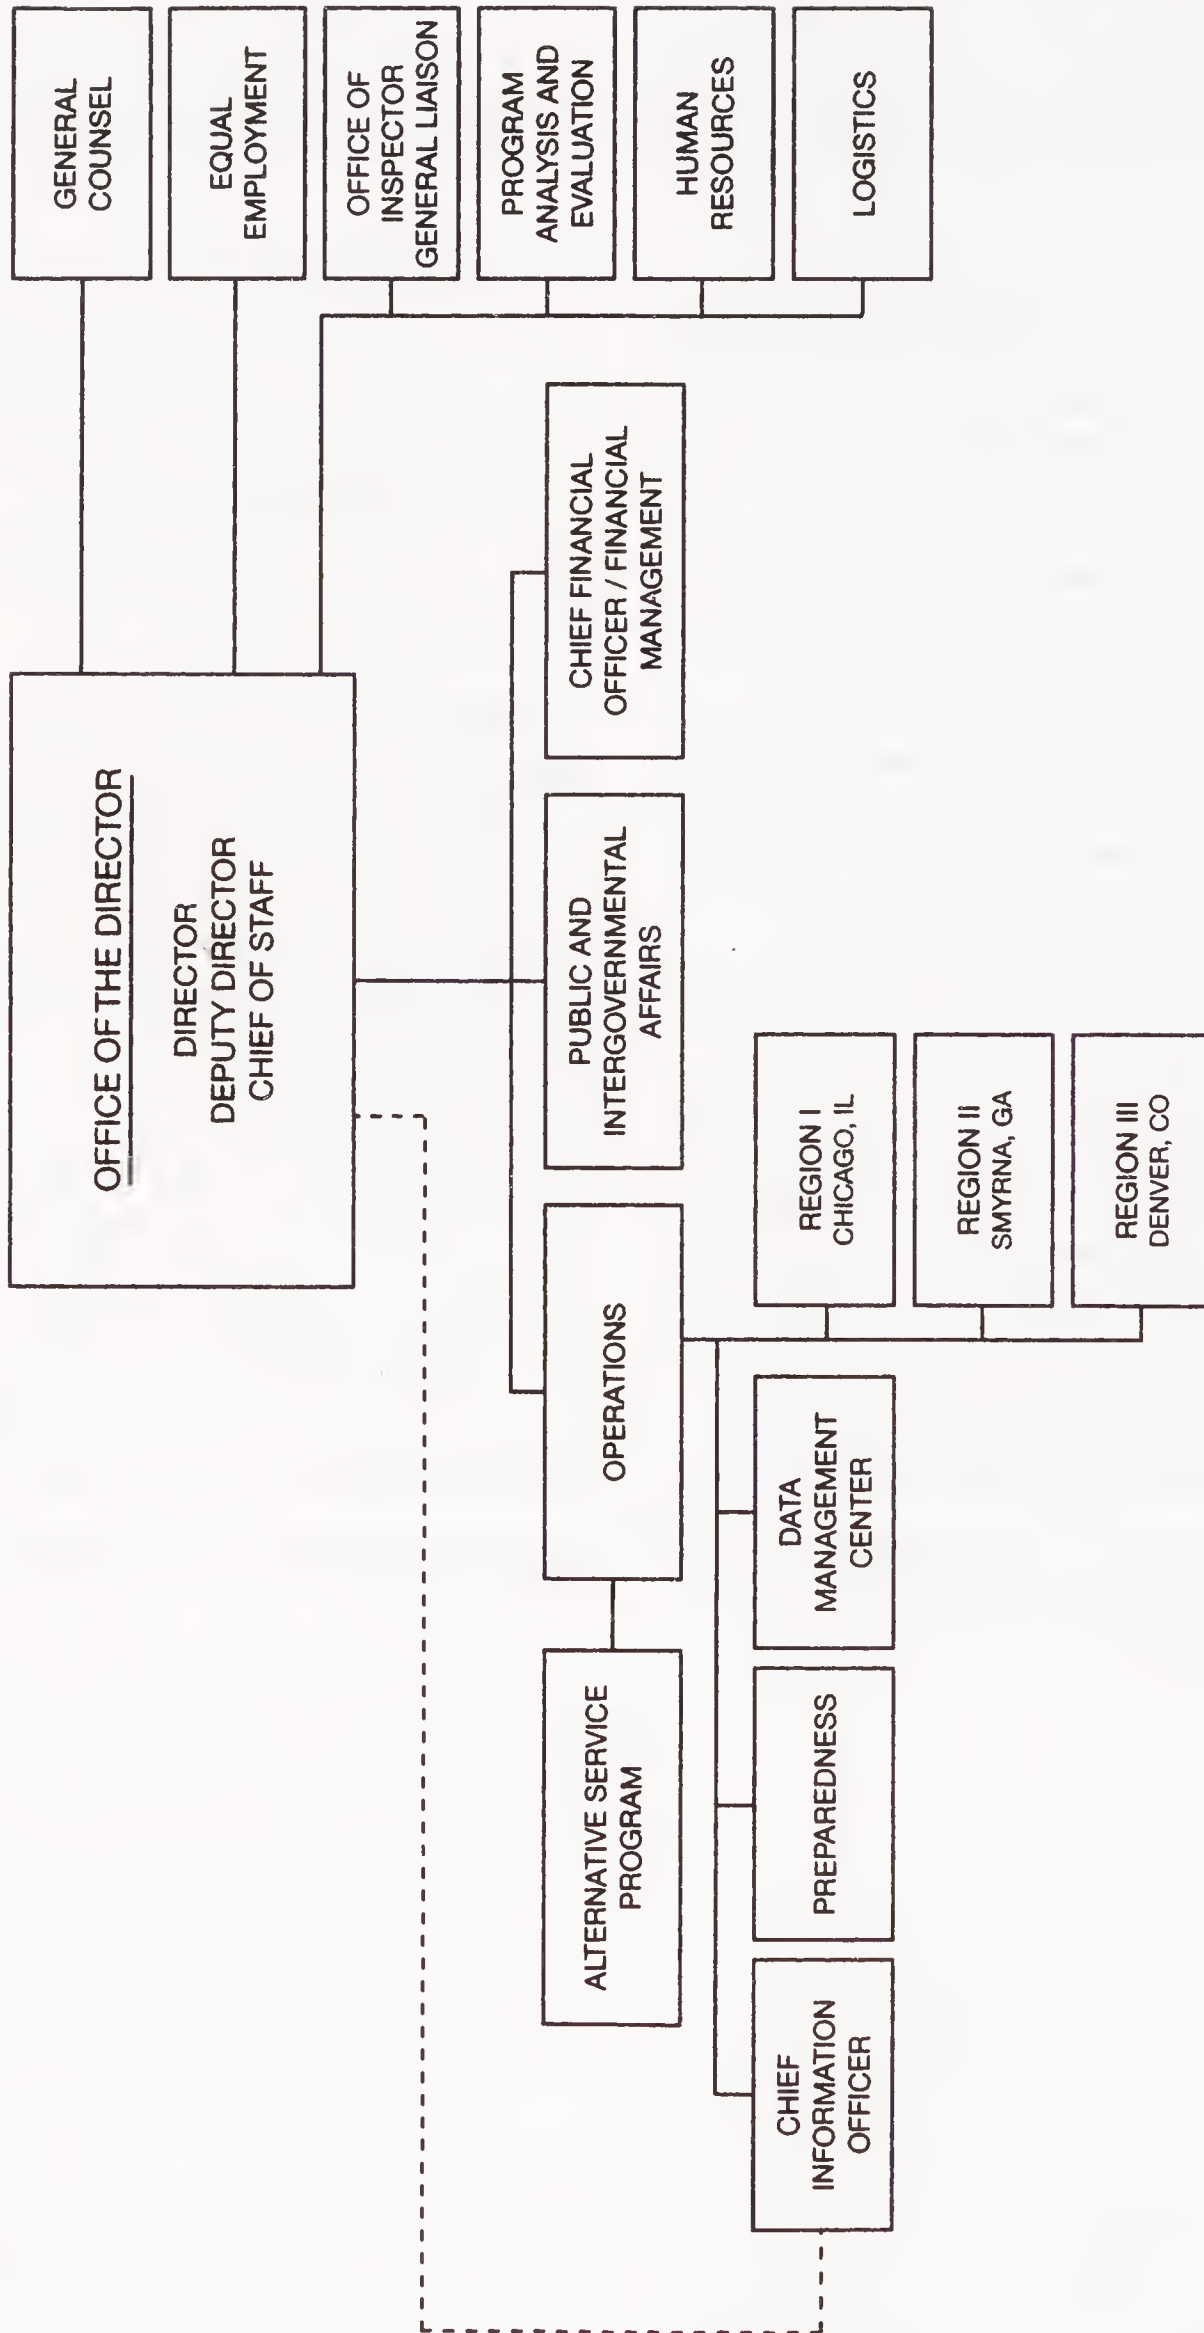 OFFICE OF THE DIRECTOR
DIRECTOR
DEPUTY DIRECTOR
CHIEF OF STAFF
GENERAL
COUNSEL
EQUAL
EMPLOYMENT
OFFICE OF
INSPECTOR
GENERAL LIAISON
PROGRAM
ANALYSIS AND
EVALUATION
HUMAN
RESOURCES
LOGISTICS
ALTERNATIVE SERVICE
PROGRAM
OPERATIONS
PUBLIC AND
INTERGOVERNMENTAL
AFFAIRS
CHIEF FINANCIAL
OFFICER / FINANCIAL
MANAGEMENT
CHIEF
INFORMATION
OFFICER
PREPAREDNESS
DATA
MANAGEMENT
CENTER
REGION I
CHICAGO, IL
REGION II
SMYRNA, GA
REGION III
DENVER, CO